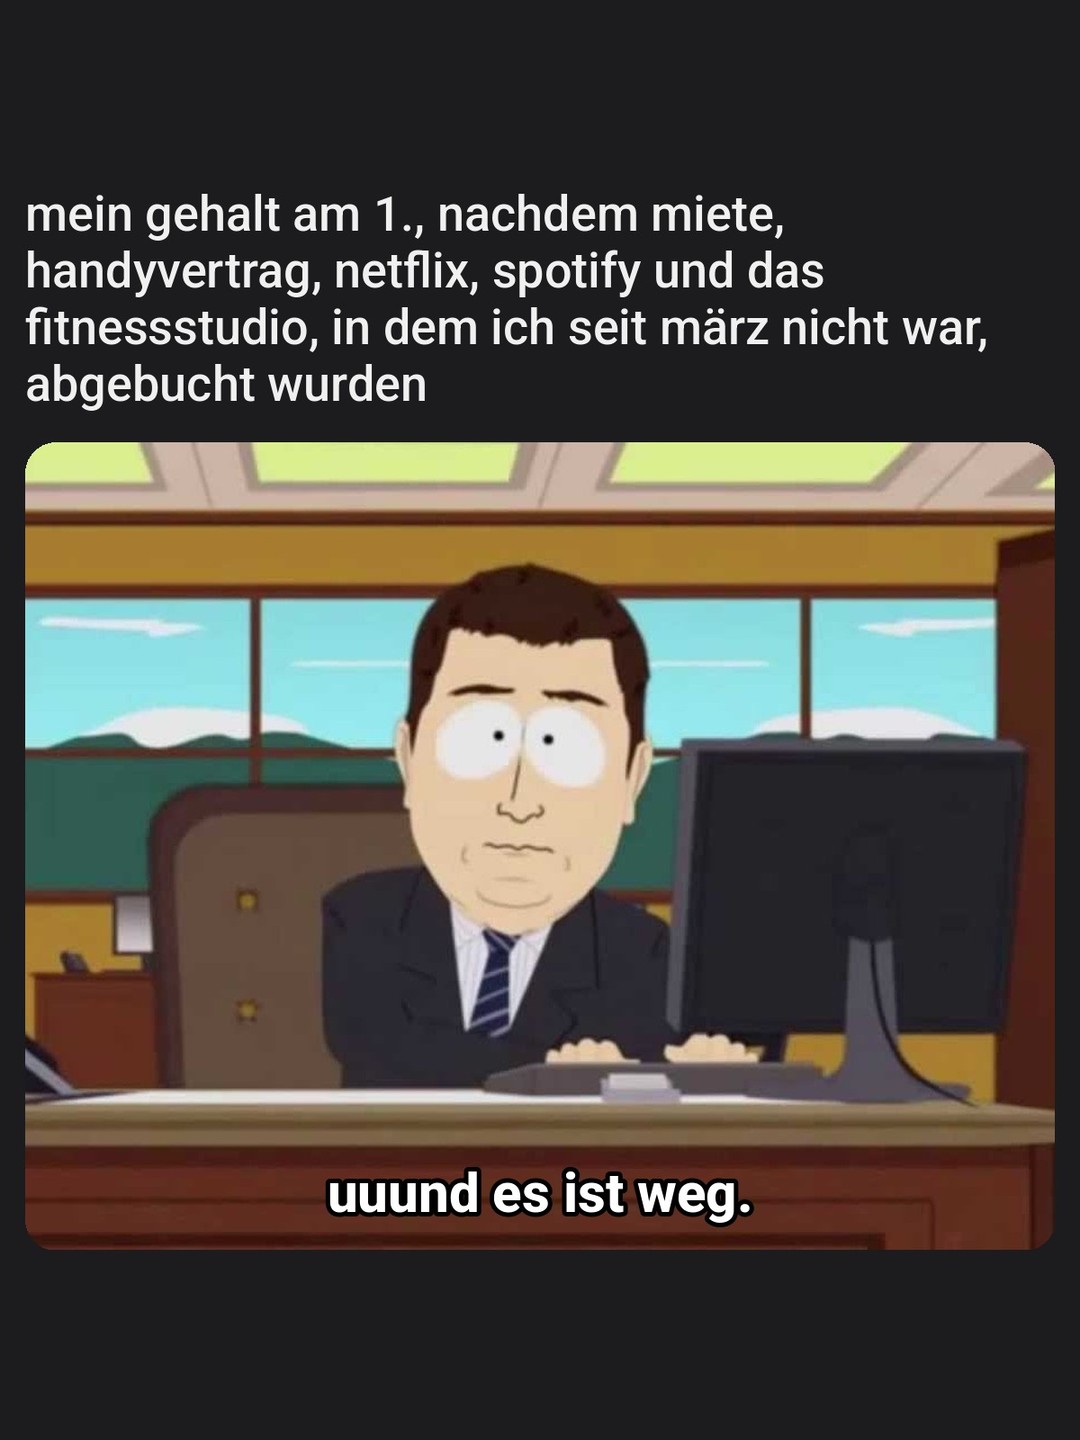 mein gehalt am 1., nachdem miete,
handyvertrag, netflix, spotify und das
fitnessstudio, in dem ich seit märz nicht war,
abgebucht wurden
uuund es ist weg.